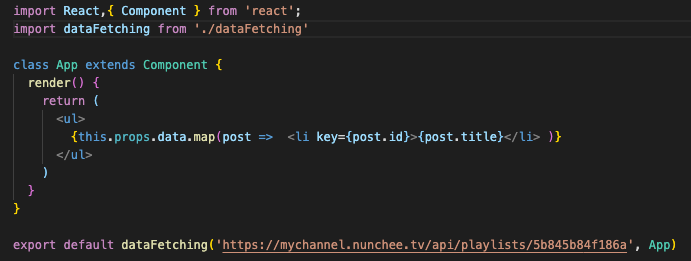 import React,{ Component } from 'react';
import dataFetching from './dataFetching'
class App extends Component {
render() {
return (
<ul>
{this.props.data.map(post =>  <li key={post.id}>{post.title}</li> )}
</ul>
)
}
}
export default dataFetching('https://mychannel.nunchee.tv/api/playlists/5b845b84f186a', App)